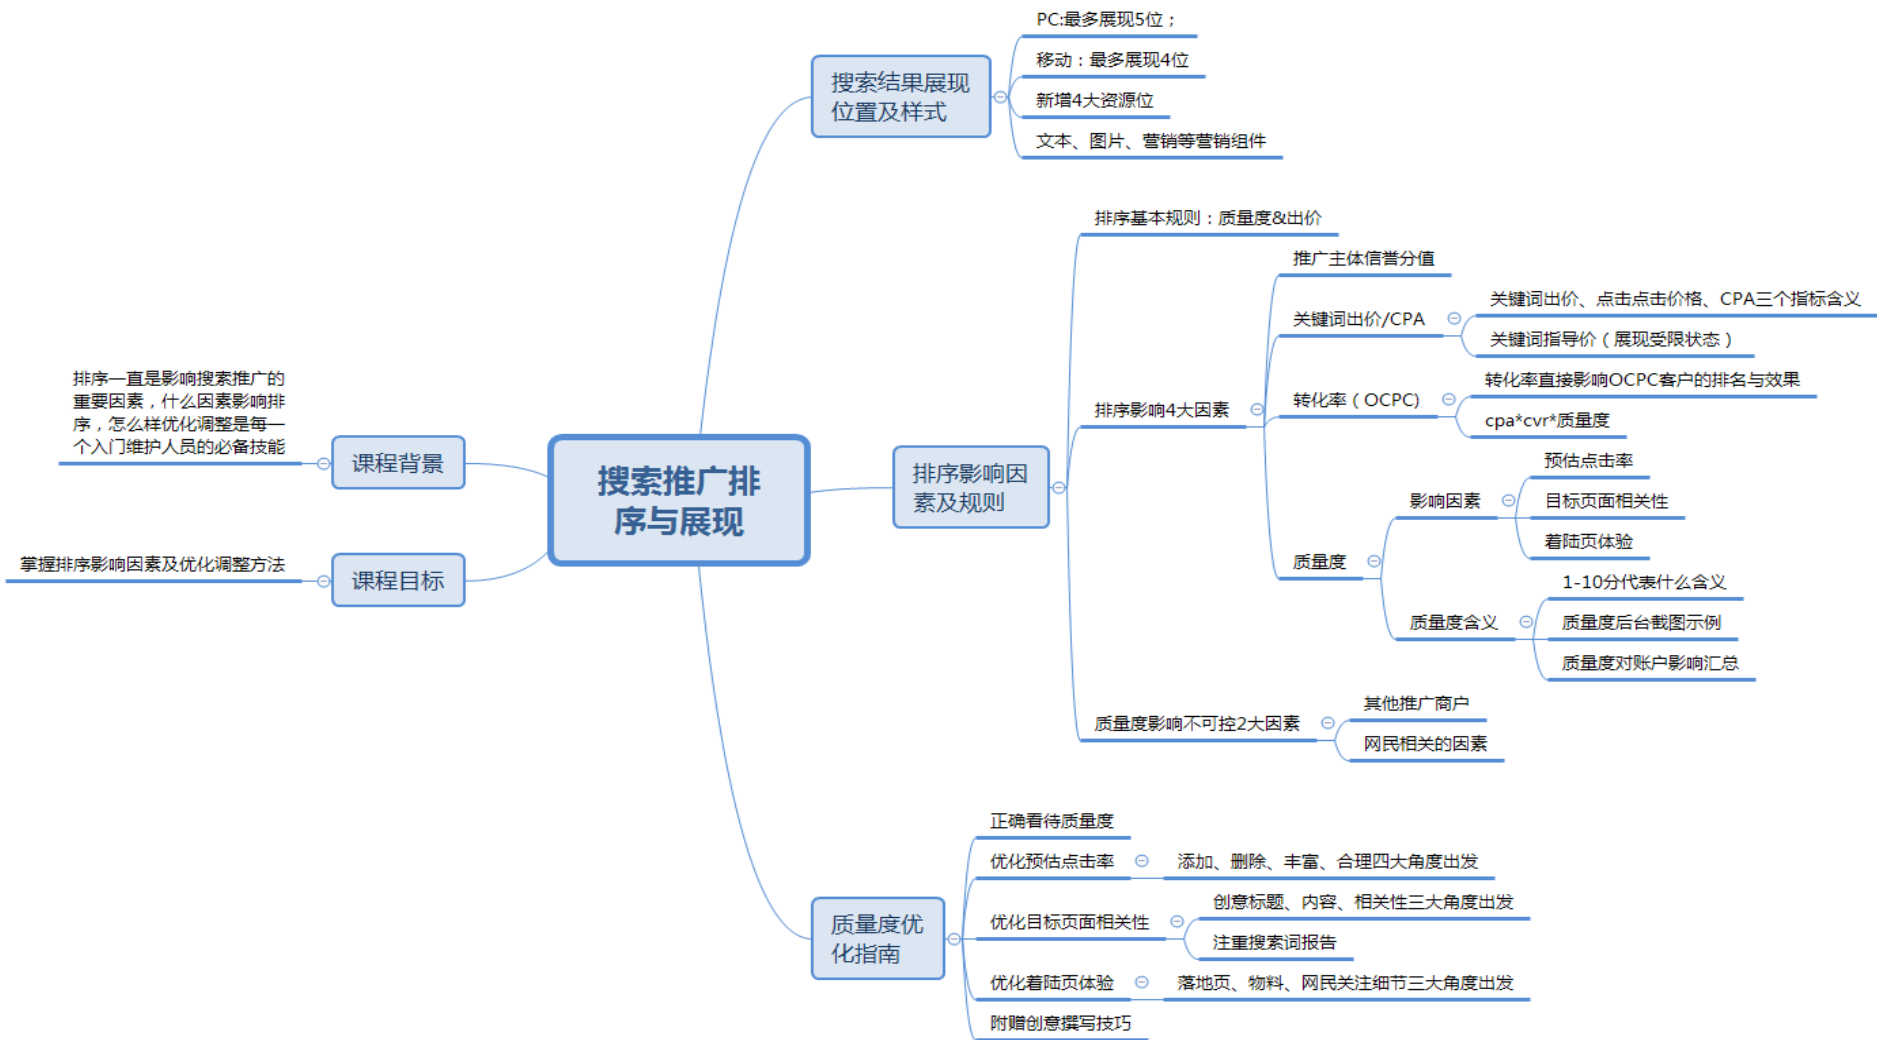 搜索推广排
序与展现
课程背景
排序一直是影响搜索推广的
重要因素，什么因素影响排
序，怎么样优化调整是每一
个入门维护人员的必备技能
课程目标
掌握排序影响因素及优化调整方法
搜索结果展现
位置及样式
PC:最多展现5位；
移动：最多展现4位
新增4大资源位
文本、图片、营销等营销组件
排序影响因
素及规则
排序基本规则：质量度&出价
排序影响4大因素
推广主体信誉分值
关键词出价/CPA
关键词出价、点击点击价格、CPA三个指标含义
关键词指导价（展现受限状态）
转化率（OCPC)
转化率直接影响OCPC客户的排名与效果
cpa*cvr*质量度
质量度
影响因素
预估点击率
目标页面相关性
着陆页体验
质量度含义
1-10分代表什么含义
质量度后台截图示例
质量度对账户影响汇总
质量度影响不可控2大因素
其他推广商户
网民相关的因素
质量度优
化指南
正确看待质量度
优化预估点击率
添加、删除、丰富、合理四大角度出发
优化目标页面相关性
创意标题、内容、相关性三大角度出发
注重搜索词报告
优化着陆页体验
落地页、物料、网民关注细节三大角度出发
附赠创意撰写技巧